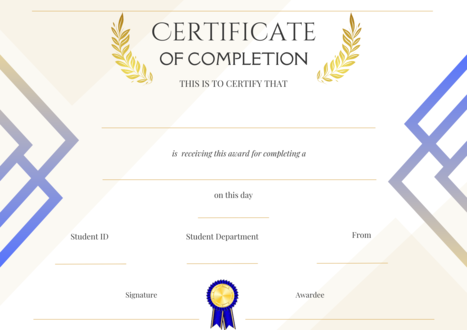 CERTIFICATE
OF COMPLETION
THIS IS TO CERTIFY THAT
is receiving this award for completing a
on this day
Student ID
Student Department
From
Signature
Awardee